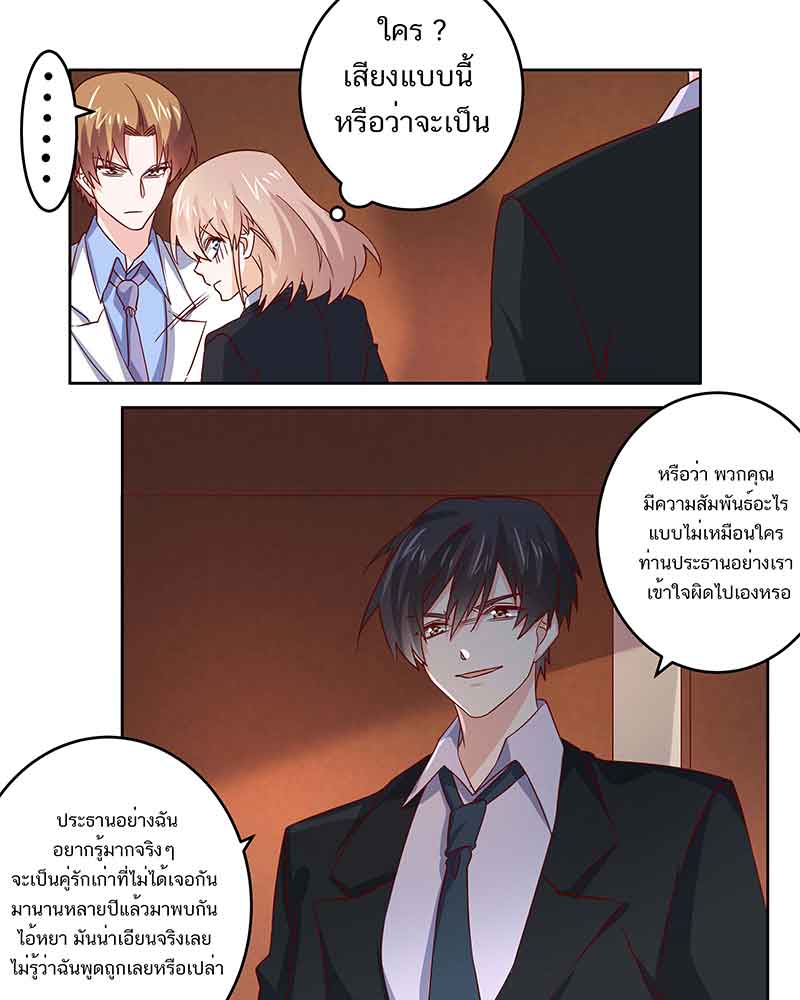 ใคร ?
เสียงแบบนี้
หรือว่าจะเป็น
หรือว่า พวกคุณ
มีความสัมพันธ์อะไร
แบบไม่เหมือนใคร
ท่านประธานอย่างเรา
เข้าใจผิดไปเองหรอ
ประธานอย่างฉัน
อยากรู้มากจริงๆ
จะเป็นคู่รักเก่าที่ไม่ได้เจอกัน
มานานหลายปีแล้วมาพบกัน
ไอ้หยา มันน่าเอียนจริงเลย
ไม่รู้ว่าฉันพูดถูกเลยหรือเปล่า